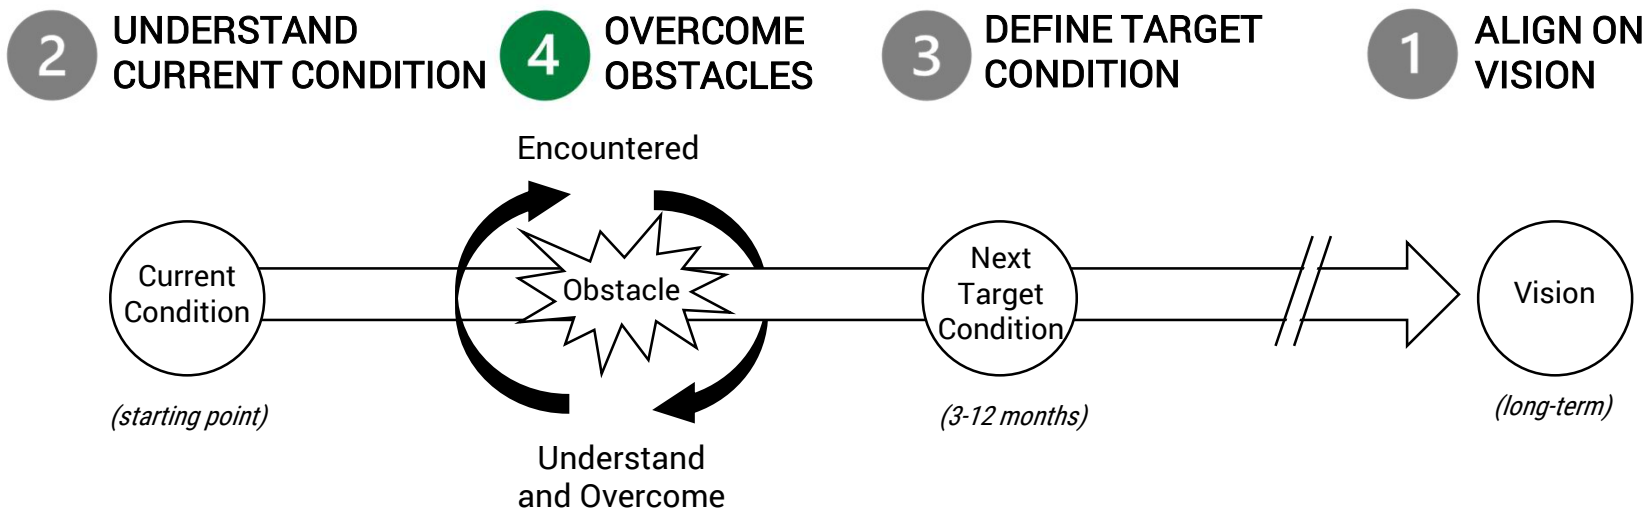 2
UNDERSTAND
CURRENT CONDITION
4
OVERCOME
OBSTACLES
3
DEFINE TARGET
CONDITION
1
ALIGN ON
VISION
Encountered
Current
Condition
Obstacle
Next
Target
Condition
Vision
(starting point)
(3-12 months)
(long-term)
Understand
and Overcome